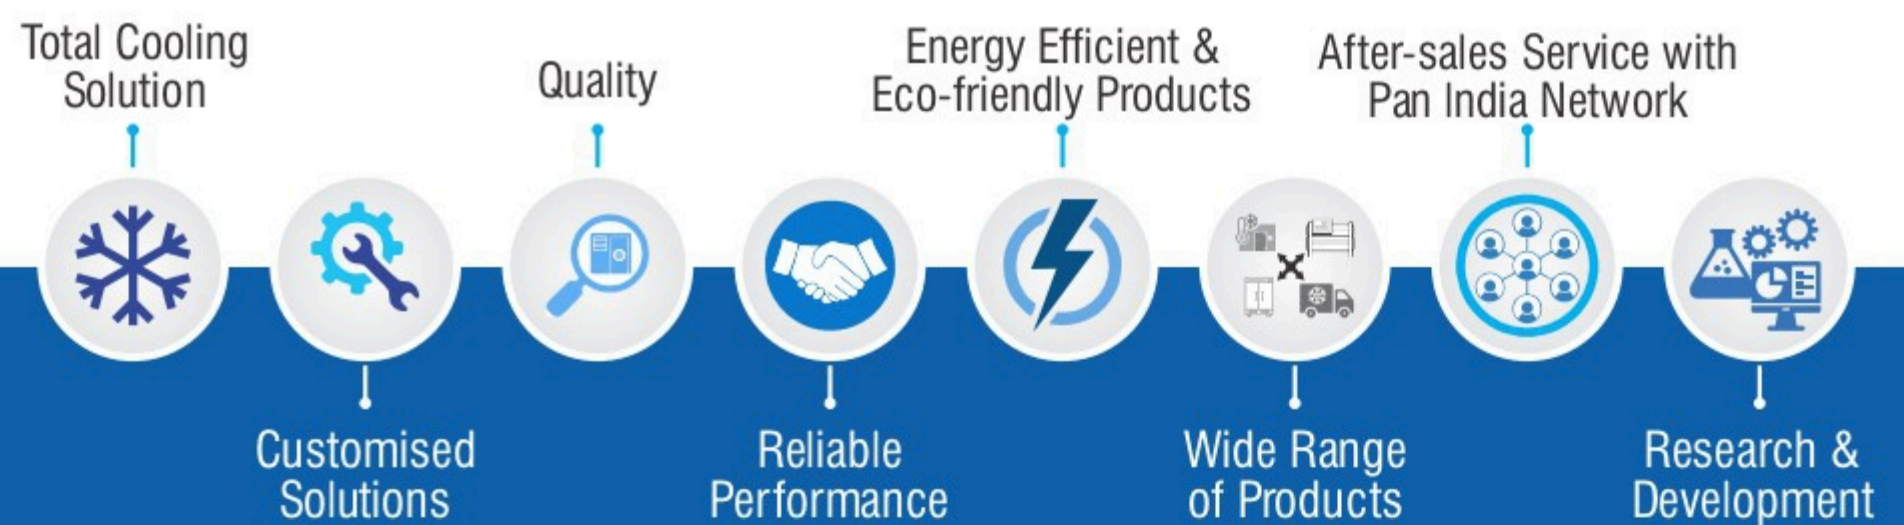 Total Cooling
Solution
Customised
Solutions
Quality
Reliable
Performance
Energy Efficient &
Eco-friendly Products
Wide Range
of Products
After-sales Service with
Pan India Network
Research &
Development